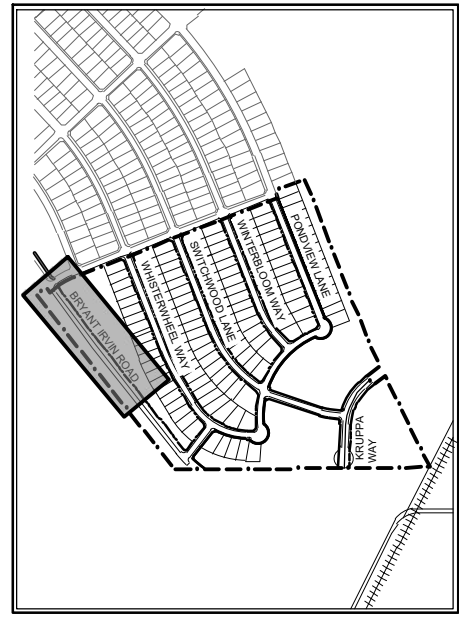 BRYANT IRVIN ROAD
WHISTERWHEEL WAY
SWITCHWOOD LANE
WINTERBLOOM WAY
PONDVIEW LANE
KRUPPA
WAY